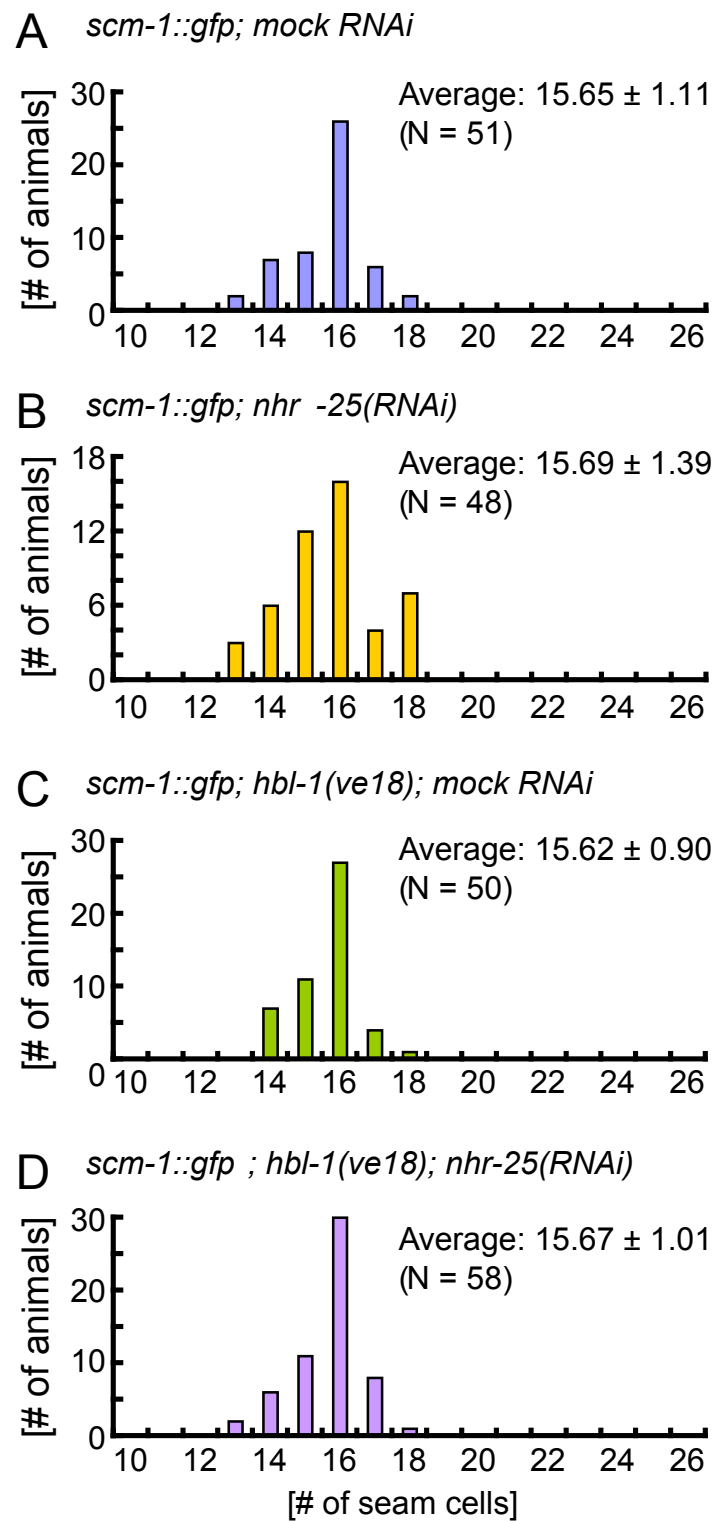 A scm-1::gfp; mock RNAi
[# of animals]
30
20
10
0
Average: 15.65 ± 1.11
(N = 51)
10 12 14 16 18 20 22 24 26
B scm-1::gfp; nhr -25(RNAi)
[# of animals]
18
12
6
0
Average: 15.69 ± 1.39
(N = 48)
10 12 14 16 18 20 22 24 26
C scm-1::gfp; hbl-1(ve18); mock RNAi
[# of animals]
30
20
10
0
Average: 15.62 ± 0.90
(N = 50)
10 12 14 16 18 20 22 24 26
D scm-1::gfp ; hbl-1(ve18); nhr-25(RNAi)
[# of animals]
30
20
10
0
Average: 15.67 ± 1.01
(N = 58)
10 12 14 16 18 20 22 24 26
[# of seam cells]